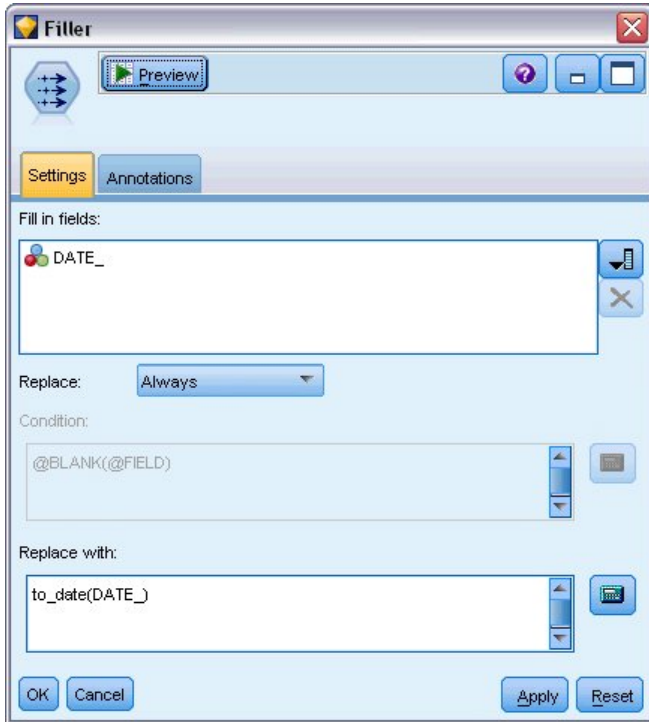 Filler
Preview
Settings Annotations
Fill in fields:
DATE_
Replace: Always
Condition:
@BLANK(@FIELD)
Replace with:
to_date(DATE_)
OK Cancel Apply Reset